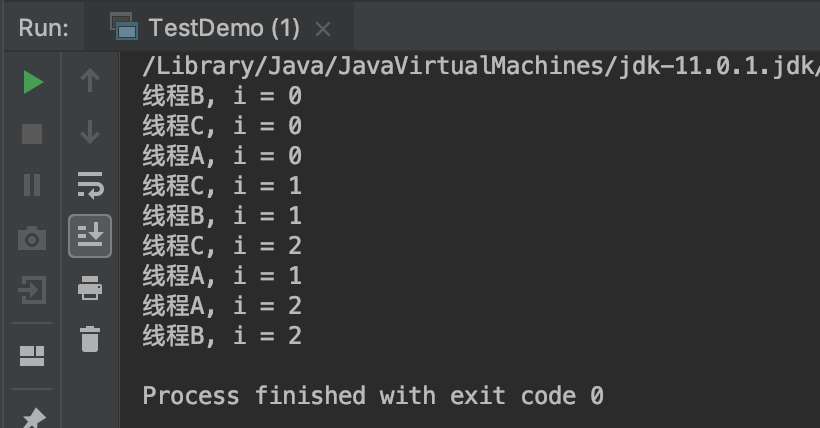 Run: TestDemo (1)
/Library/Java/JavaVirtualMachines/jdk-11.0.1.jdk/
线程B, i = 0
线程C, i = 0
线程A, i = 0
线程C, i = 1
线程B, i = 1
线程C, i = 2
线程A, i = 1
线程A, i = 2
线程B, i = 2
Process finished with exit code 0